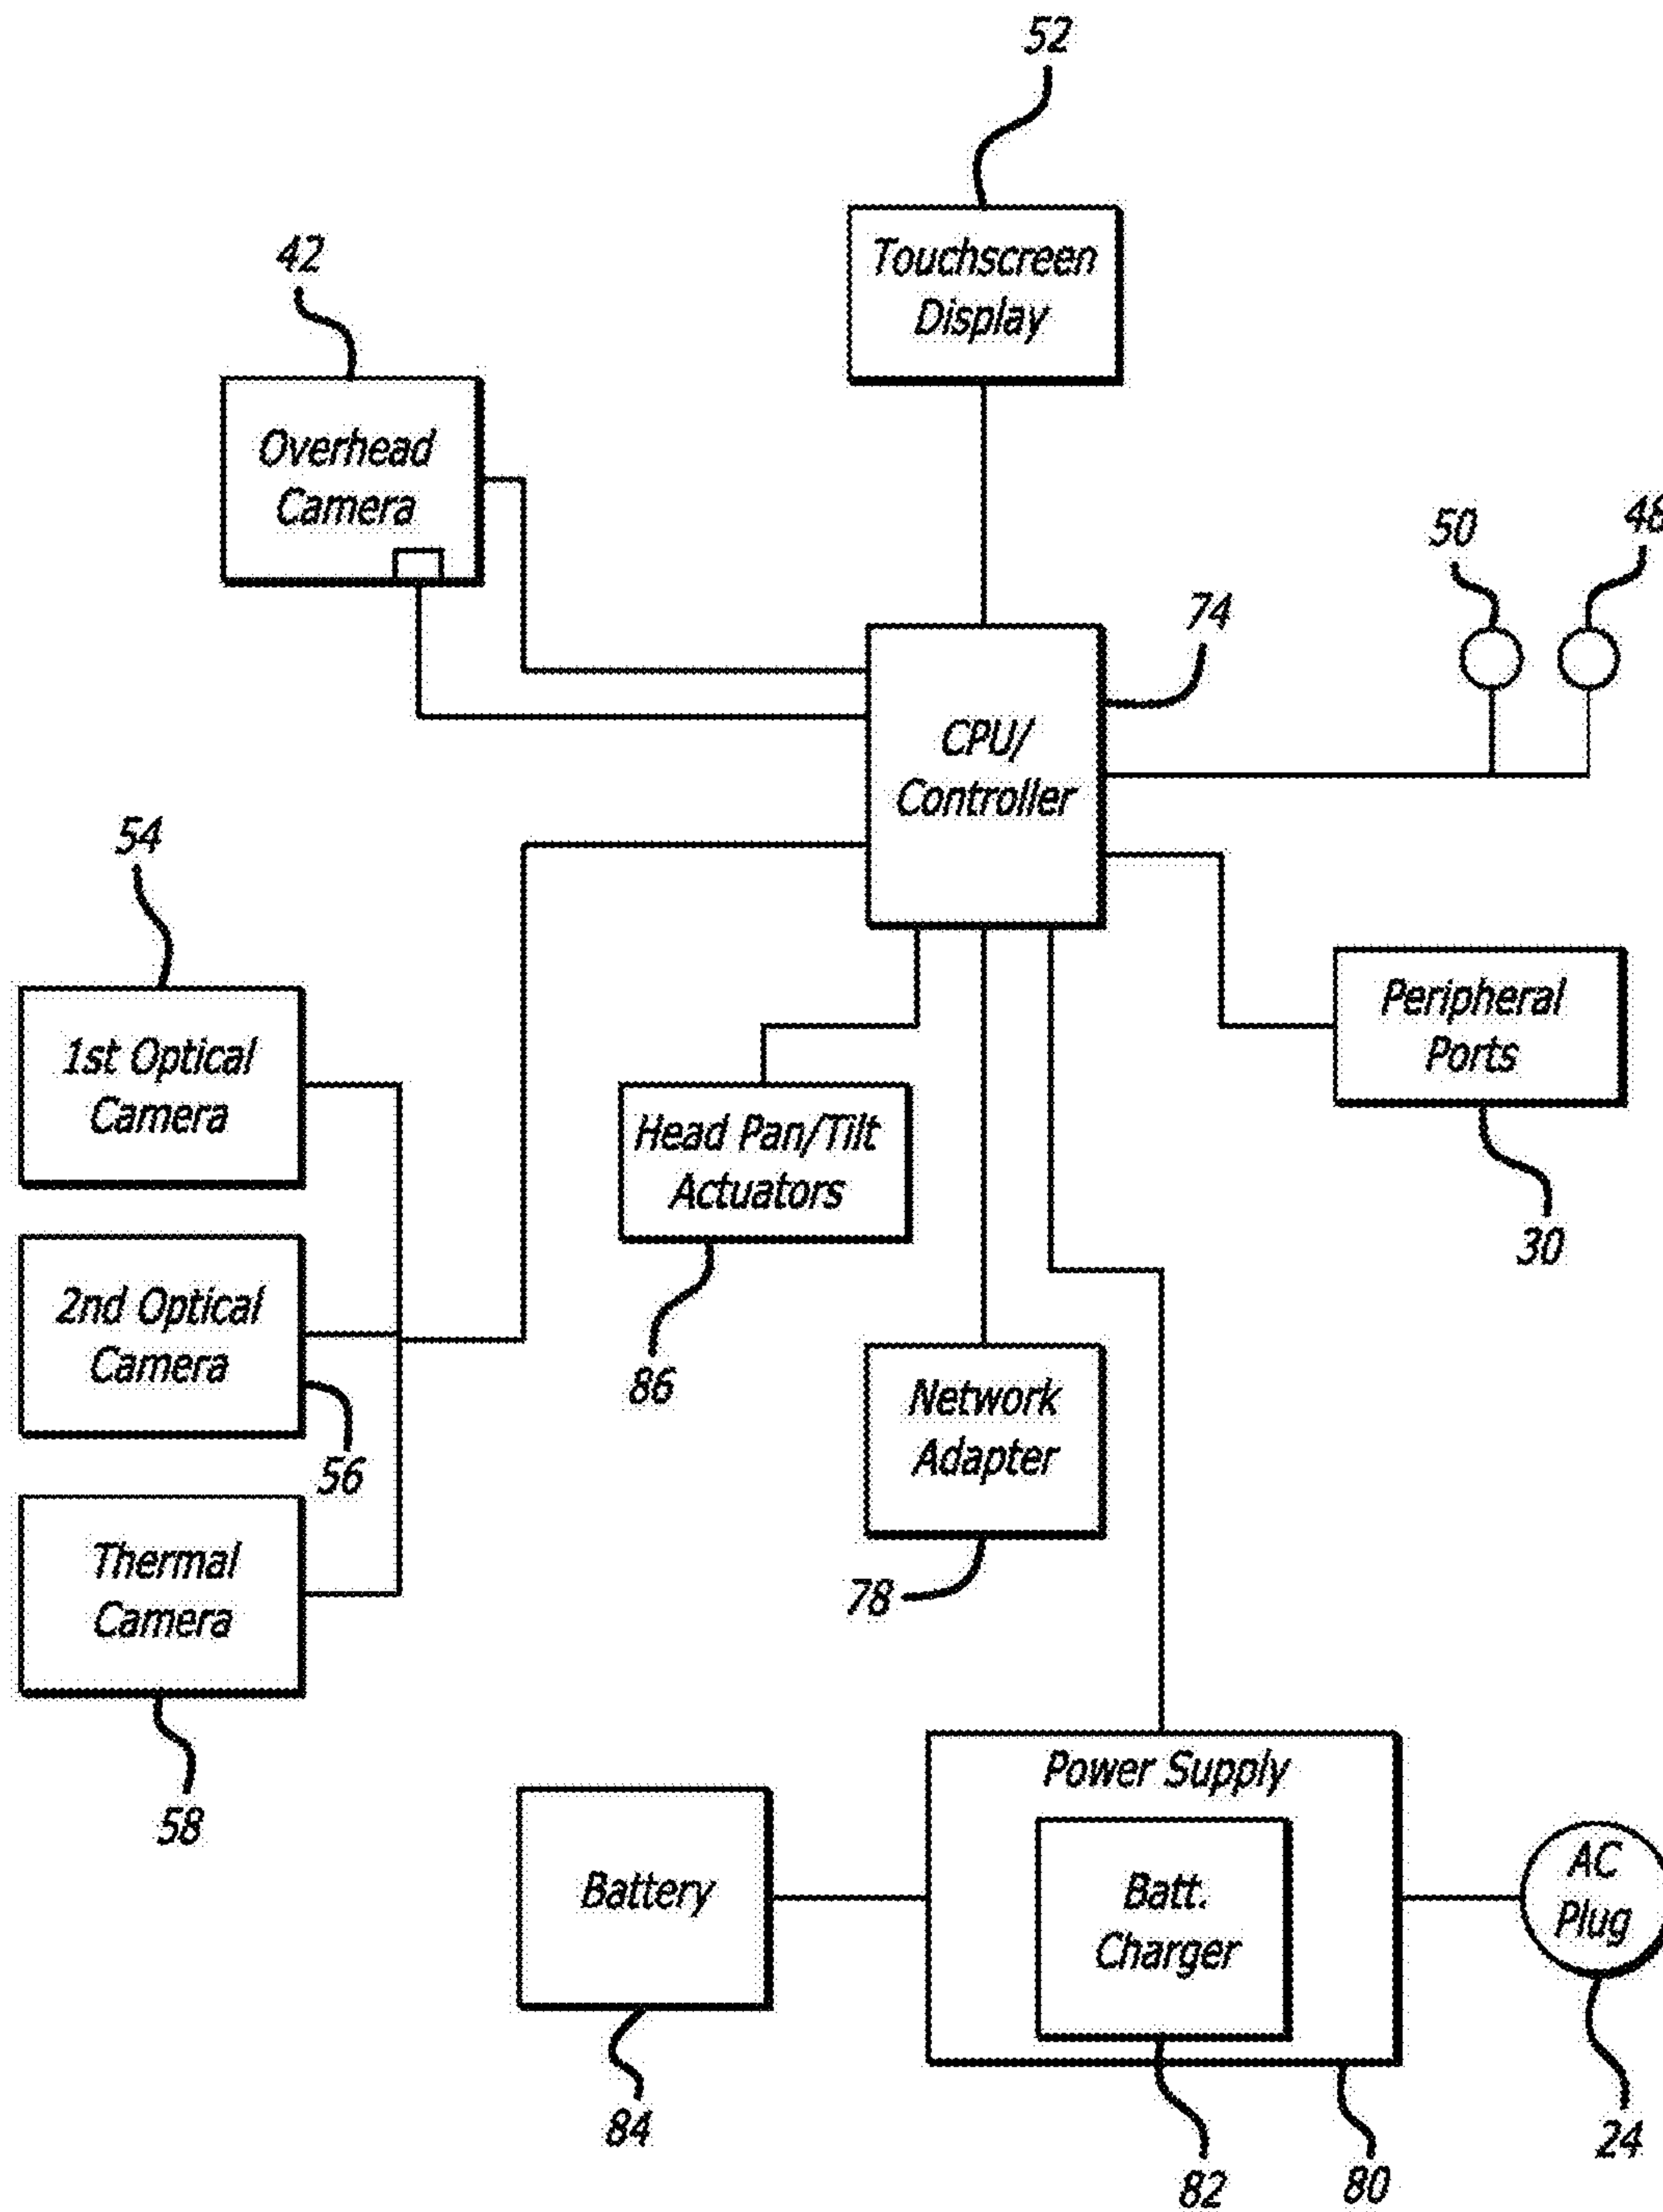 52
Touchscreen
Display
42
Overhead
Camera
50
48
74
CPU/
Controller
54
1st Optical
Camera
Peripheral
Ports
30
Head Pan/Tilt
Actuators
86
2nd Optical
Camera
56
Network
Adapter
78
Thermal
Camera
58
Power Supply
Battery
84
Batt.
Charger
82
80
AC
Plug
24